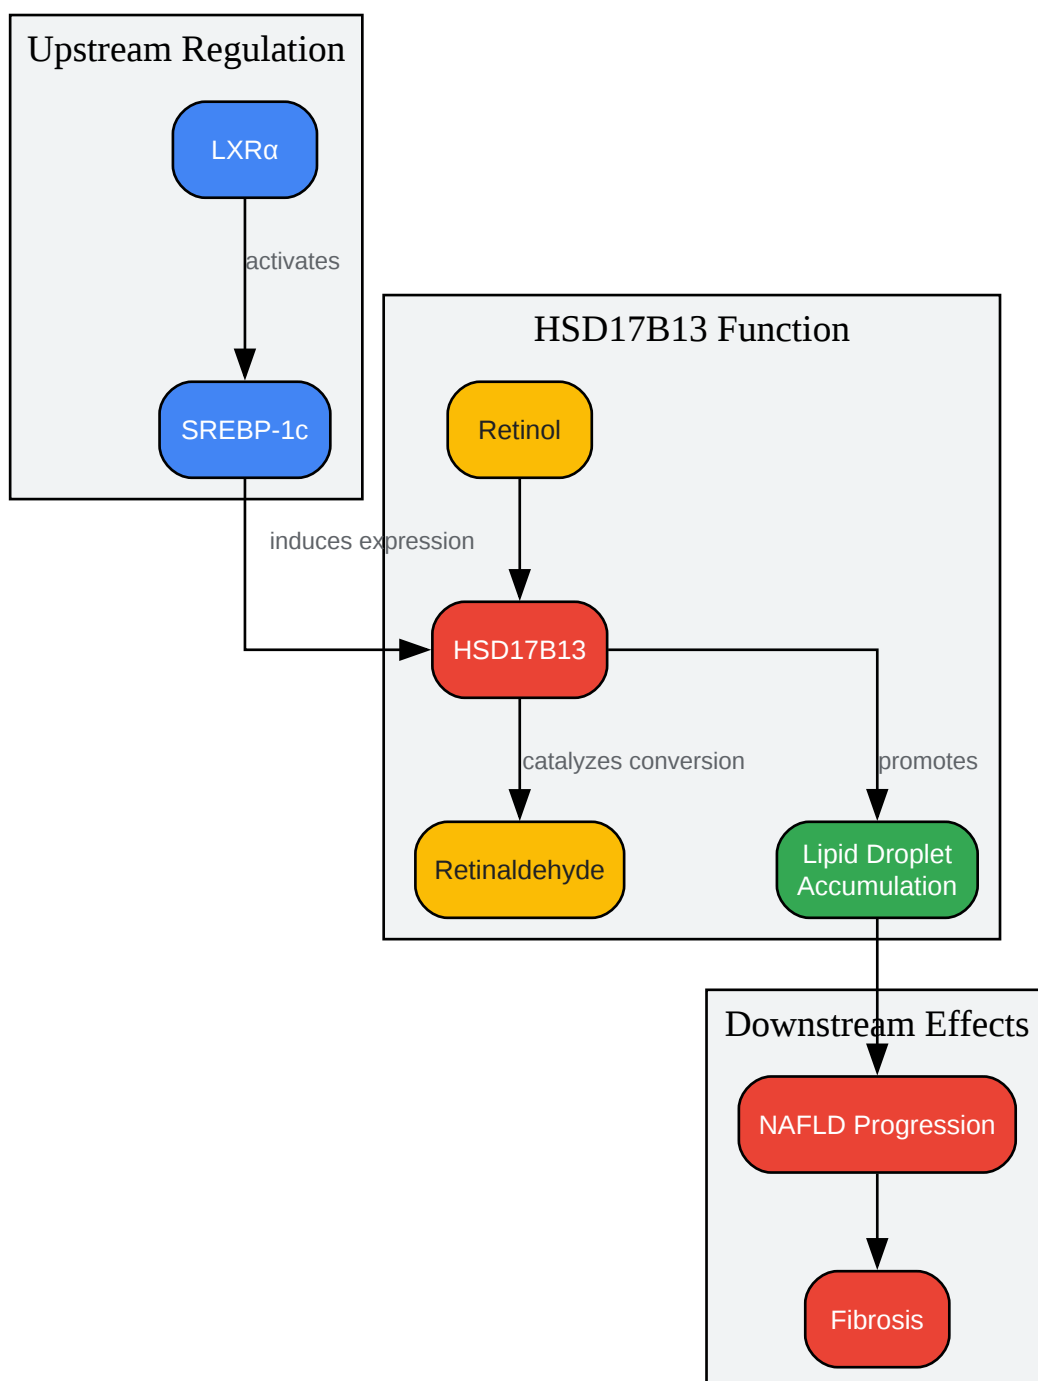 Upstream Regulation
LXRα
activates
SREBP-1c
induces expression
HSD17B13 Function
Retinol
HSD17B13
catalyzes conversion
promotes
Retinaldehyde
Lipid Droplet
Accumulation
Downstream Effects
NAFLD Progression
Fibrosis